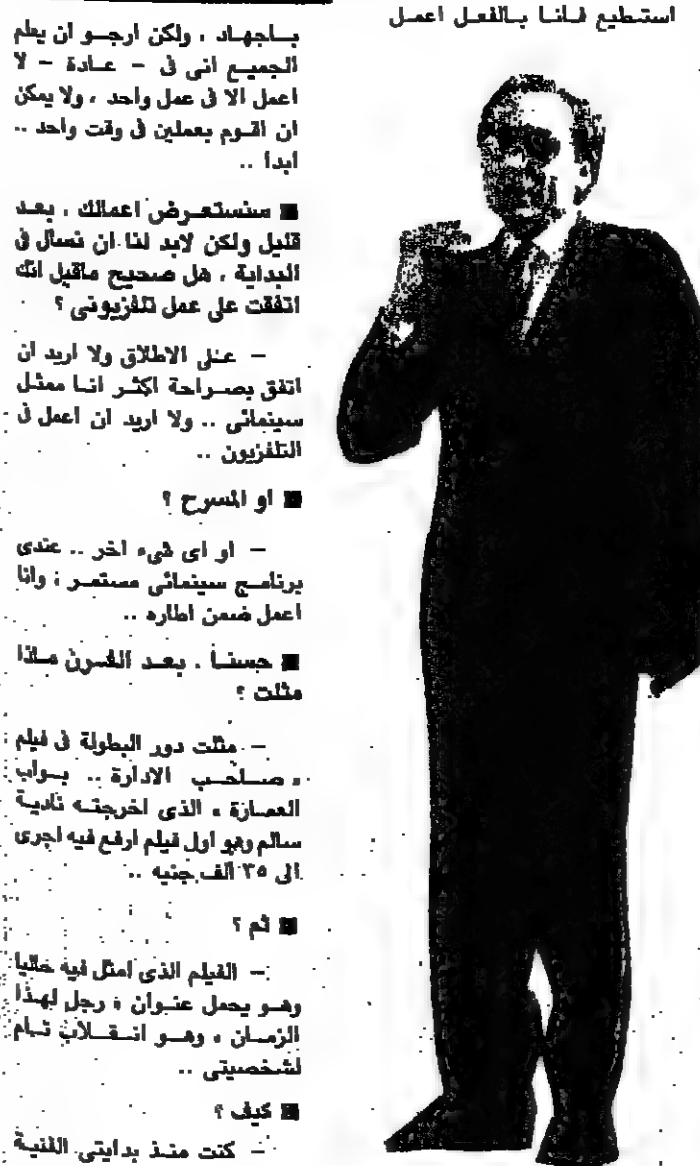 استطيع فانا بالفعل اعمل
باجهاد ، ولكن ارجو ان يعلم
الجميع انى فى - عادة - لا
اعمل الا فى عمل واحد ، ولا يمكن
ان اقوم بعملين فى وقت واحد ..
ابدا ..
■ سنستعرض اعمالك ، بعد
قليل ولكن لابد لنا ان نسأل فى
البداية ، هل صحيح ماقيل انك
اتفقت على عمل تلفزيونى ؟
- على الاطلاق ولا اريد ان
اتفق بصراحة اكثر انا ممثل
سينمائى .. ولا اريد ان اعمل فى
التلفزيون ..
■ او المسرح ؟
- او اى شىء اخر .. عندى
برنامج سينمائى مستمر ; وانا
اعمل ضمن اطاره ..
■ حسنا . بعد القرن ماذا
مثلت ؟
- مثلت دور البطولة فى فيلم
« صاحب الادارة .. بواب
العمارة » الذى اخرجته نادية
سالم وهو اول فيلم ارفع فيه اجرى
الى ٣٥ الف جنيه ..
■ ثم ؟
- الفيلم الذى امثل فيه حاليا
وهو يحمل عنوان « رجل لهذا
الزمان » وهو انقلاب تام
لشخصيتى ..
■ كيف ؟
- كنت منذ بدايتى الفنية